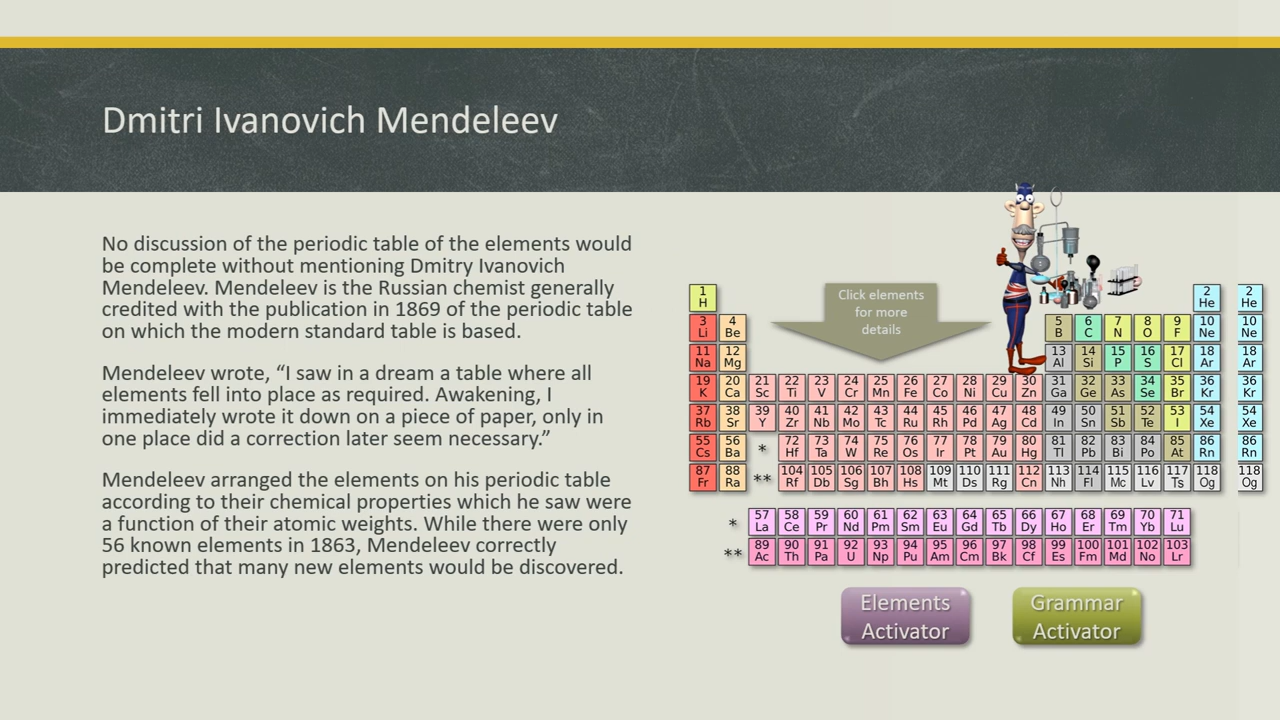 Dmitri Ivanovich Mendeleev
No discussion of the periodic table of the elements would
be complete without mentioning Dmitry Ivanovich
Mendeleev. Mendeleev is the Russian chemist generally
credited with the publication in 1869 of the periodic table
on which the modern standard table is based.
Mendeleev wrote, “I saw in a dream a table where all
elements fell into place as required. Awakening, I
immediately wrote it down on a piece of paper, only in
one place did a correction later seem necessary.”
Mendeleev arranged the elements on his periodic table
according to their chemical properties which he saw were
a function of their atomic weights. While there were only
56 known elements in 1863, Mendeleev correctly
predicted that many new elements would be discovered.
Click elements
for more
details
1 2 2
H He He
3 4 5 6 7 8 9 10 10
Li Be B C N O F Ne Ne
11 12 13 14 15 16 17 18 18
Na Mg Al Si P S Cl Ar Ar
19 20 21 22 23 24 25 26 27 28 29 30 31 32 33 34 35 36 36
K Ca Sc Ti V Cr Mn Fe Co Ni Cu Zn Ga Ge As Se Br Kr Kr
37 38 39 40 41 42 43 44 45 46 47 48 49 50 51 52 53 54 54
Rb Sr Y Zr Nb Mo Tc Ru Rh Pd Ag Cd In Sn Sb Te I Xe Xe
55 56 * 72 73 74 75 76 77 78 79 80 81 82 83 84 85 86 86
Cs Ba Hf Ta W Re Os Ir Pt Au Hg Tl Pb Bi Po At Rn Rn
87 88 ** 104 105 106 107 108 109 110 111 112 113 114 115 116 117 118 118
Fr Ra Rf Db Sg Bh Hs Mt Ds Rg Cn Nh Fl Mc Lv Ts Og Og
* 57 58 59 60 61 62 63 64 65 66 67 68 69 70 71
La Ce Pr Nd Pm Sm Eu Gd Tb Dy Ho Er Tm Yb Lu
** 89 90 91 92 93 94 95 96 97 98 99 100 101 102 103
Ac Th Pa U Np Pu Am Cm Bk Cf Es Fm Md No Lr
Elements
Activator
Grammar
Activator